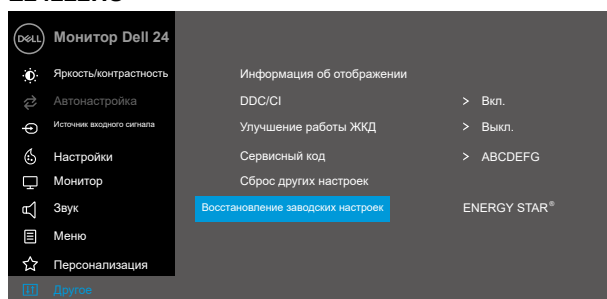 DELL Монитор Dell 24
Яркость/контрастность
Автонастройка
Источник входного сигнала
Настройки
Монитор
Звук
Меню
Персонализация
Другое
Информация об отображении
DDC/CI > Вкл.
Улучшение работы ЖКД > Выкл.
Сервисный код > ABCDEFG
Сброс других настроек
Восстановление заводских настроек ENERGY STAR®